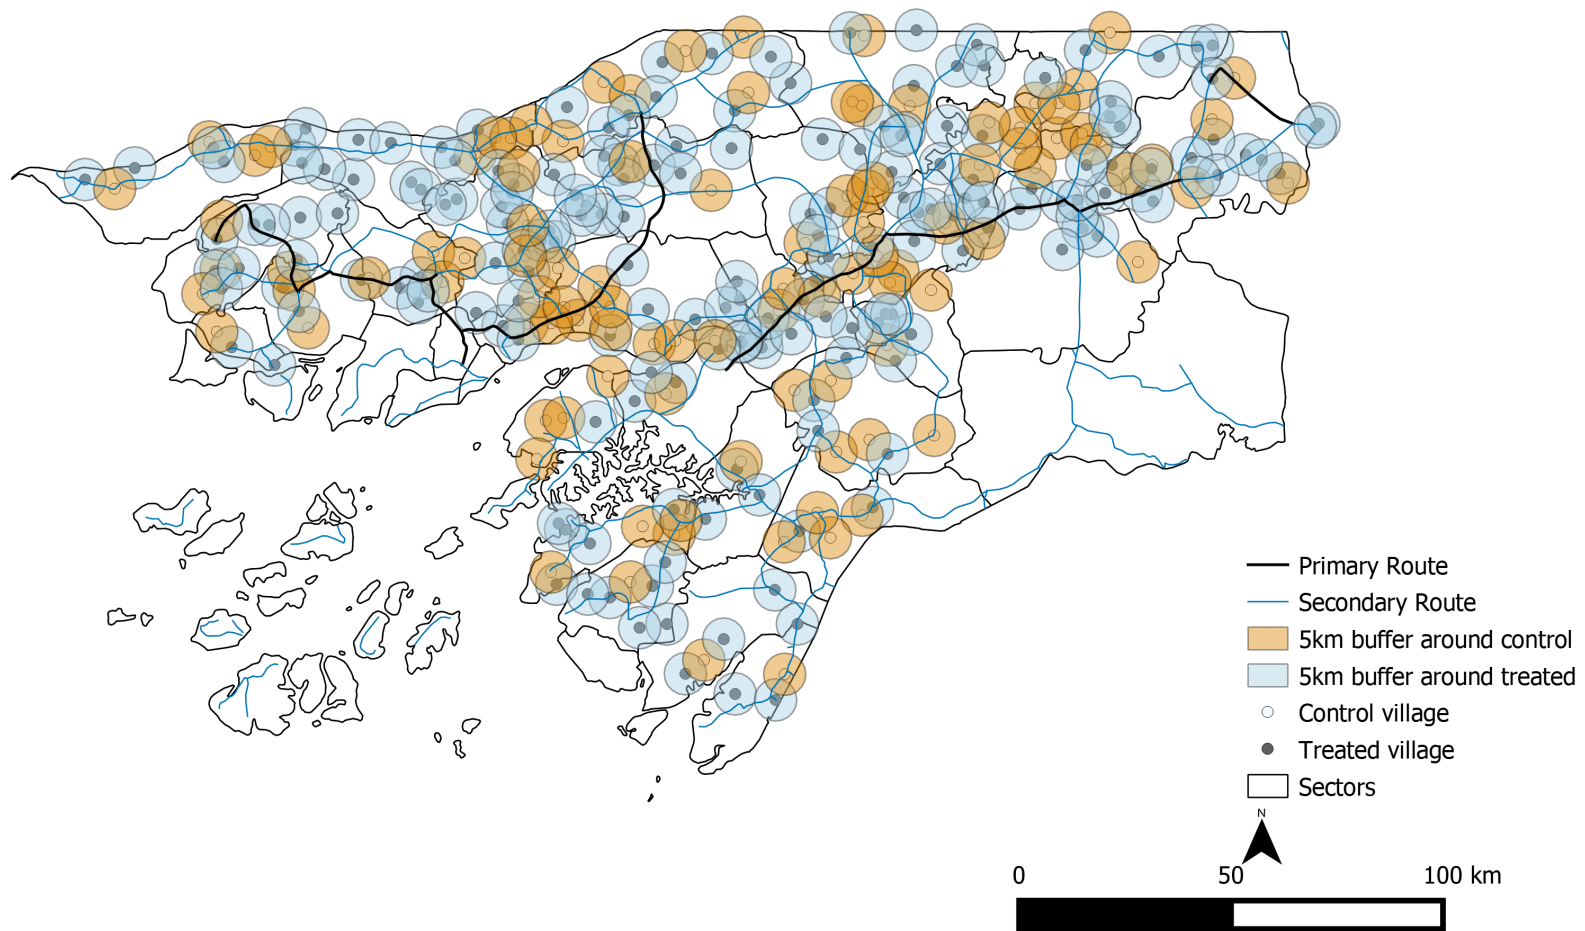 Primary Route
Secondary Route
5km buffer around control
5km buffer around treated
Control village
Treated village
Sectors
N
0 50 100 km